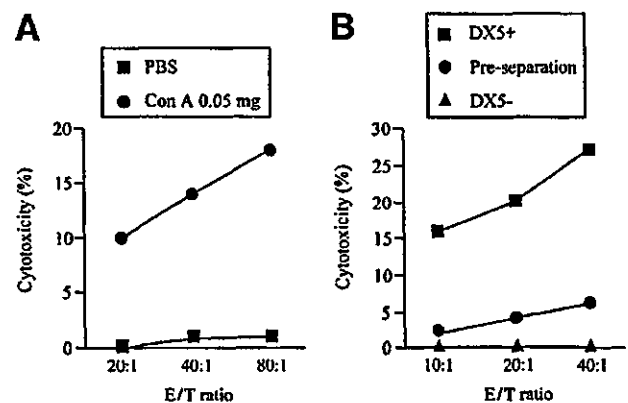 A
PBS
Con A 0.05 mg
20
15
10
5
0
Cytotoxicity (%)
20:1
40:1
80:1
E/T ratio
B
DX5+
Pre-separation
DX5-
30
25
20
15
10
5
0
Cytotoxicity (%)
10:1
20:1
40:1
E/T ratio